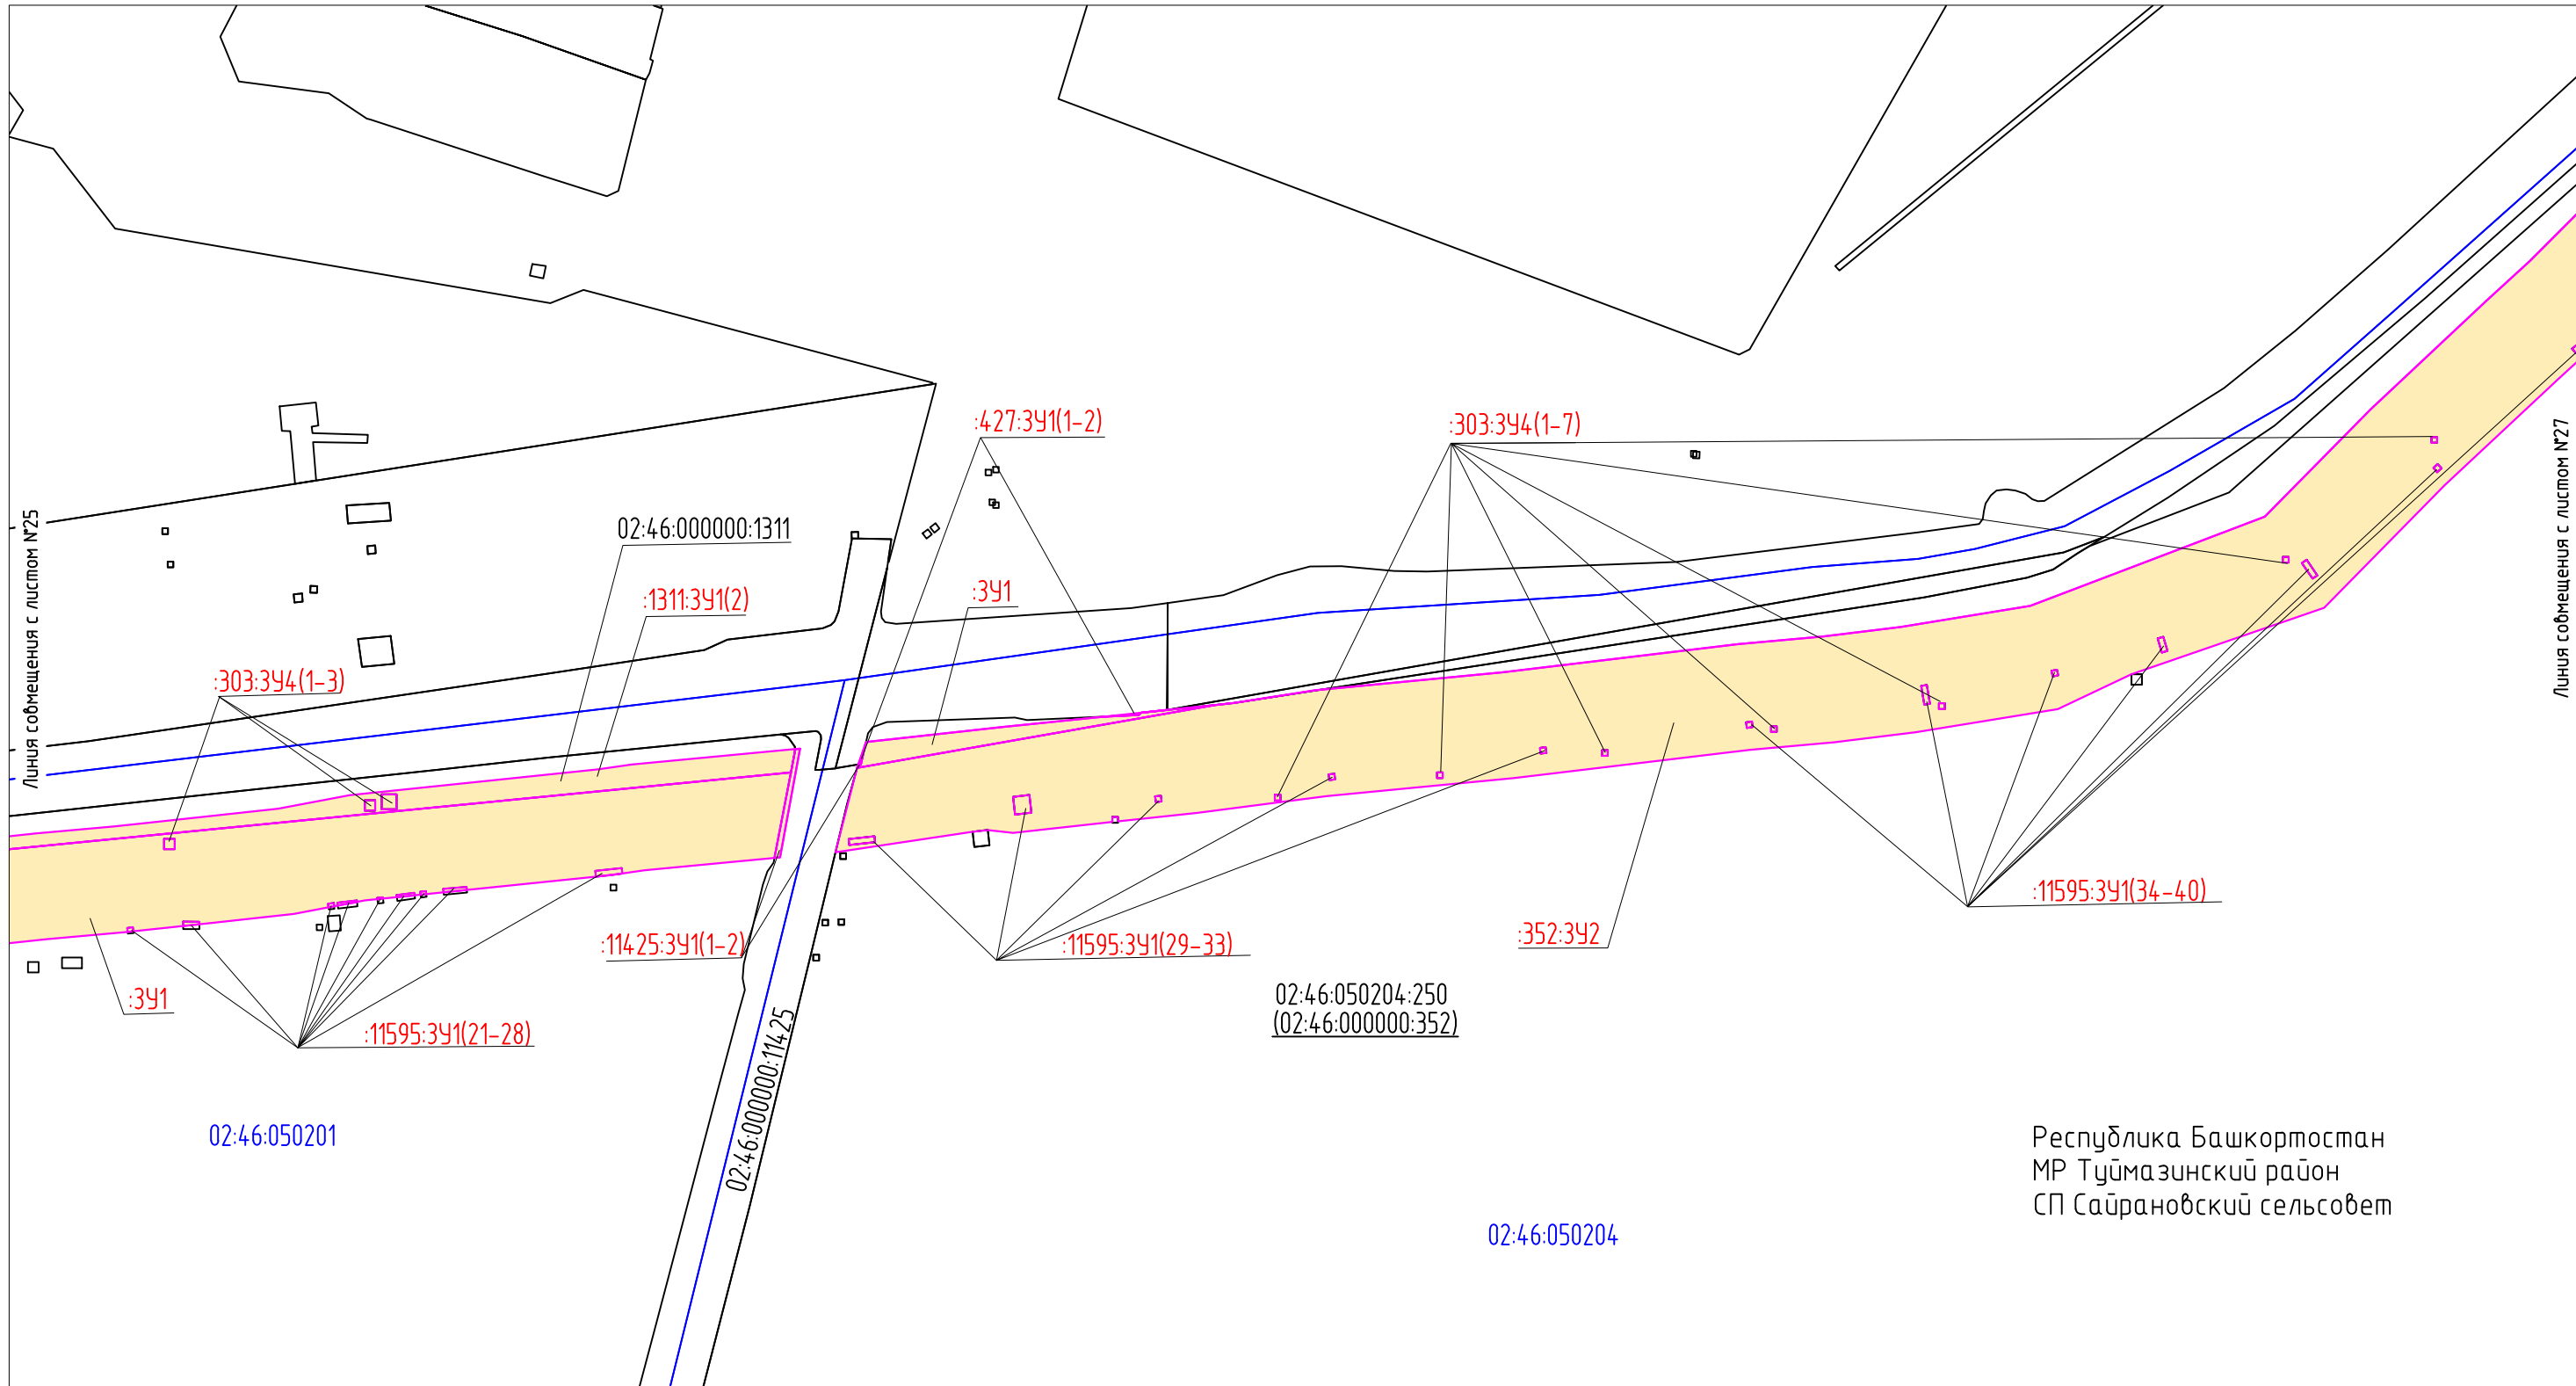 :427:ЗУ1(1-2)
:303:ЗУ4(1-7)
Линия совмещения с листом №25
Линия совмещения с листом №27
02:46:000000:1311
:ЗУ1
:1311:ЗУ1(2)
:303:ЗУ4(1-3)
:11595:ЗУ1(34-40)
:11425:ЗУ1(1-2)
:11595:ЗУ1(29-33)
:352:ЗУ2
:ЗУ1
:11595:ЗУ1(21-28)
02:46:050204:250
(02:46:000000:352)
02:46:000000:11425
02:46:050201
Республика Башкортостан
МР Туймазинский район
СП Сайрановский сельсовет
02:46:050204